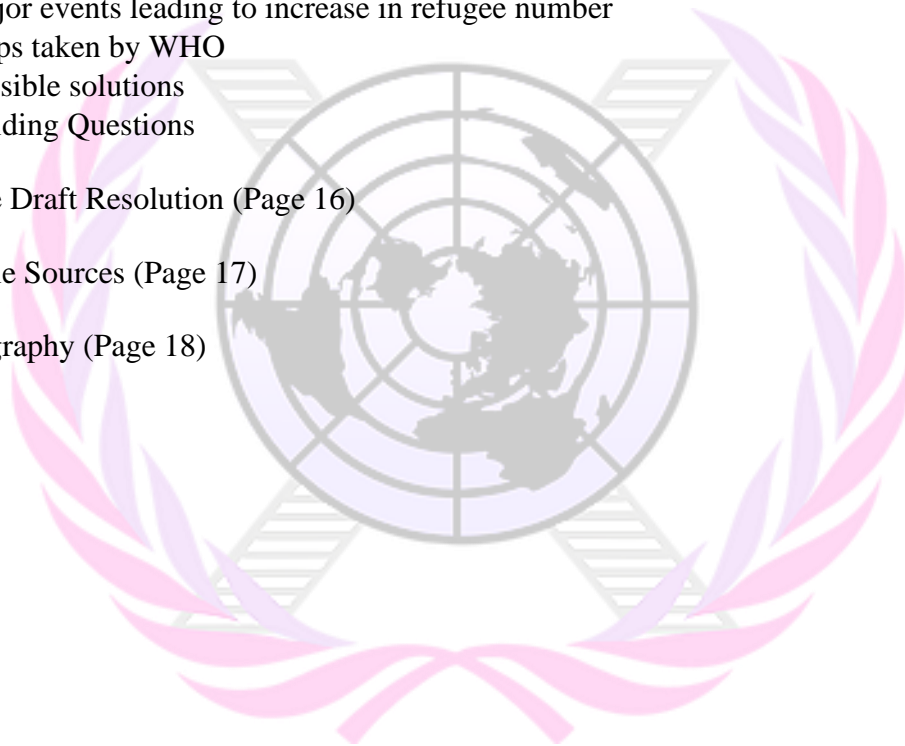 jor events leading to increase in refugee number
ps taken by WHO
sible solutions
ding Questions
e Draft Resolution (Page 16)
le Sources (Page 17)
graphy (Page 18)